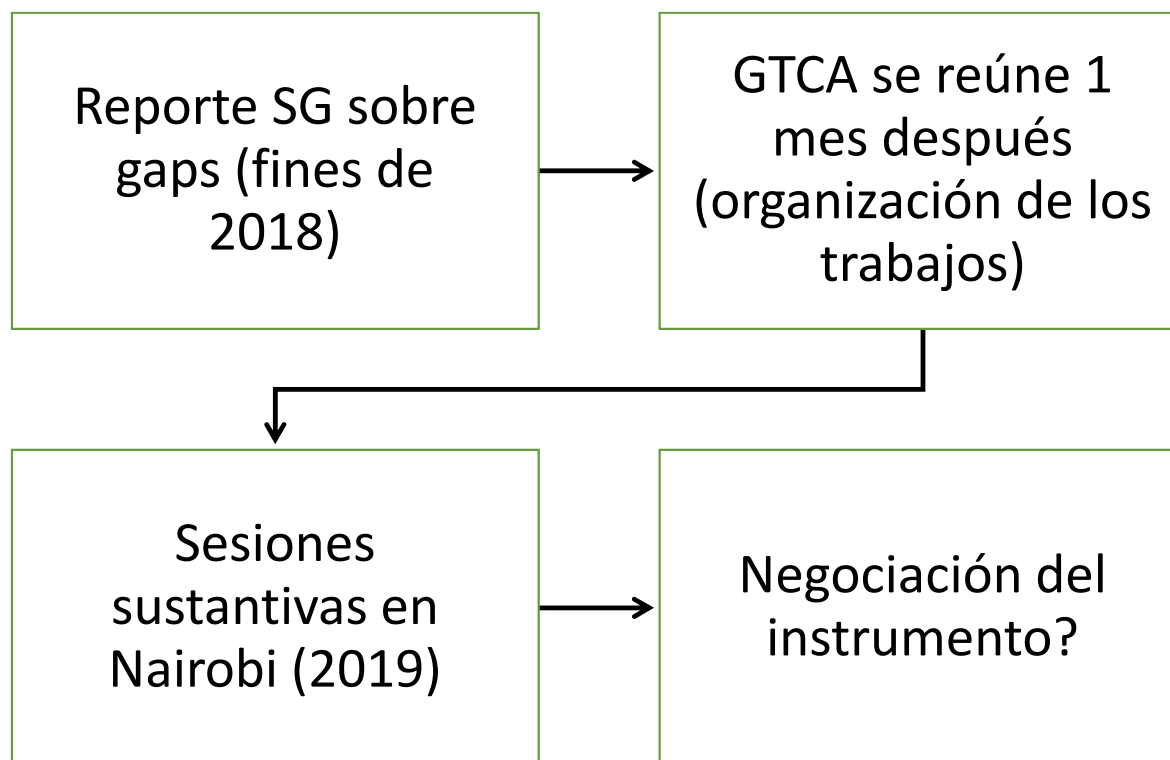 Reporte SG sobre
gaps (fines de
2018)
GTCA se reúne 1
mes después
(organización de los
trabajos)
Sesiones
sustantivas en
Nairobi (2019)
Negociación del
instrumento?